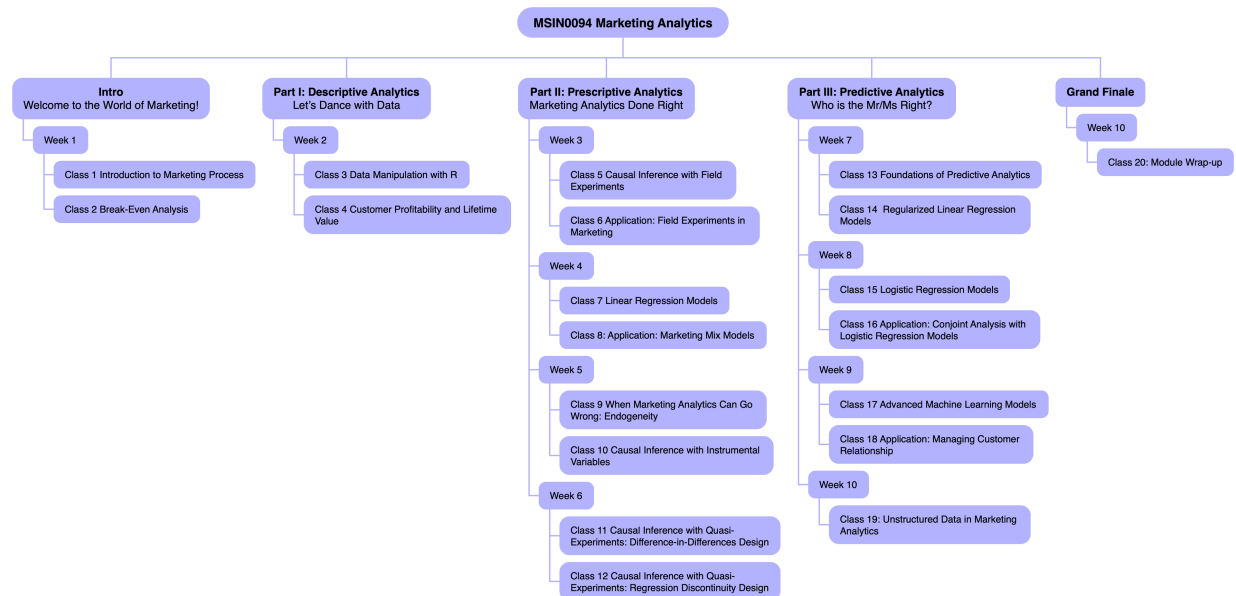 MSIN0094 Marketing Analytics
Intro
Welcome to the World of Marketing!
Week 1
Class 1 Introduction to Marketing Process
Class 2 Break-Even Analysis
Part I: Descriptive Analytics
Let's Dance with Data
Week 2
Class 3 Data Manipulation with R
Class 4 Customer Profitability and Lifetime
Value
Part II: Prescriptive Analytics
Marketing Analytics Done Right
Week 3
Class 5 Causal Inference with Field
Experiments
Class 6 Application: Field Experiments in
Marketing
Week 4
Class 7 Linear Regression Models
Class 8: Application: Marketing Mix Models
Week 5
Class 9 When Marketing Analytics Can Go
Wrong: Endogeneity
Class 10 Causal Inference with Instrumental
Variables
Week 6
Class 11 Causal Inference with Quasi-
Experiments: Difference-in-Differences Design
Class 12 Causal Inference with Quasi-
Experiments: Regression Discontinuity Design
Part III: Predictive Analytics
Who is the Mr/Ms Right?
Week 7
Class 13 Foundations of Predictive Analytics
Class 14  Regularized Linear Regression
Models
Week 8
Class 15 Logistic Regression Models
Class 16 Application: Conjoint Analysis with
Logistic Regression Models
Week 9
Class 17 Advanced Machine Learning Models
Class 18 Application: Managing Customer
Relationship
Week 10
Class 19: Unstructured Data in Marketing
Analytics
Grand Finale
Week 10
Class 20: Module Wrap-up